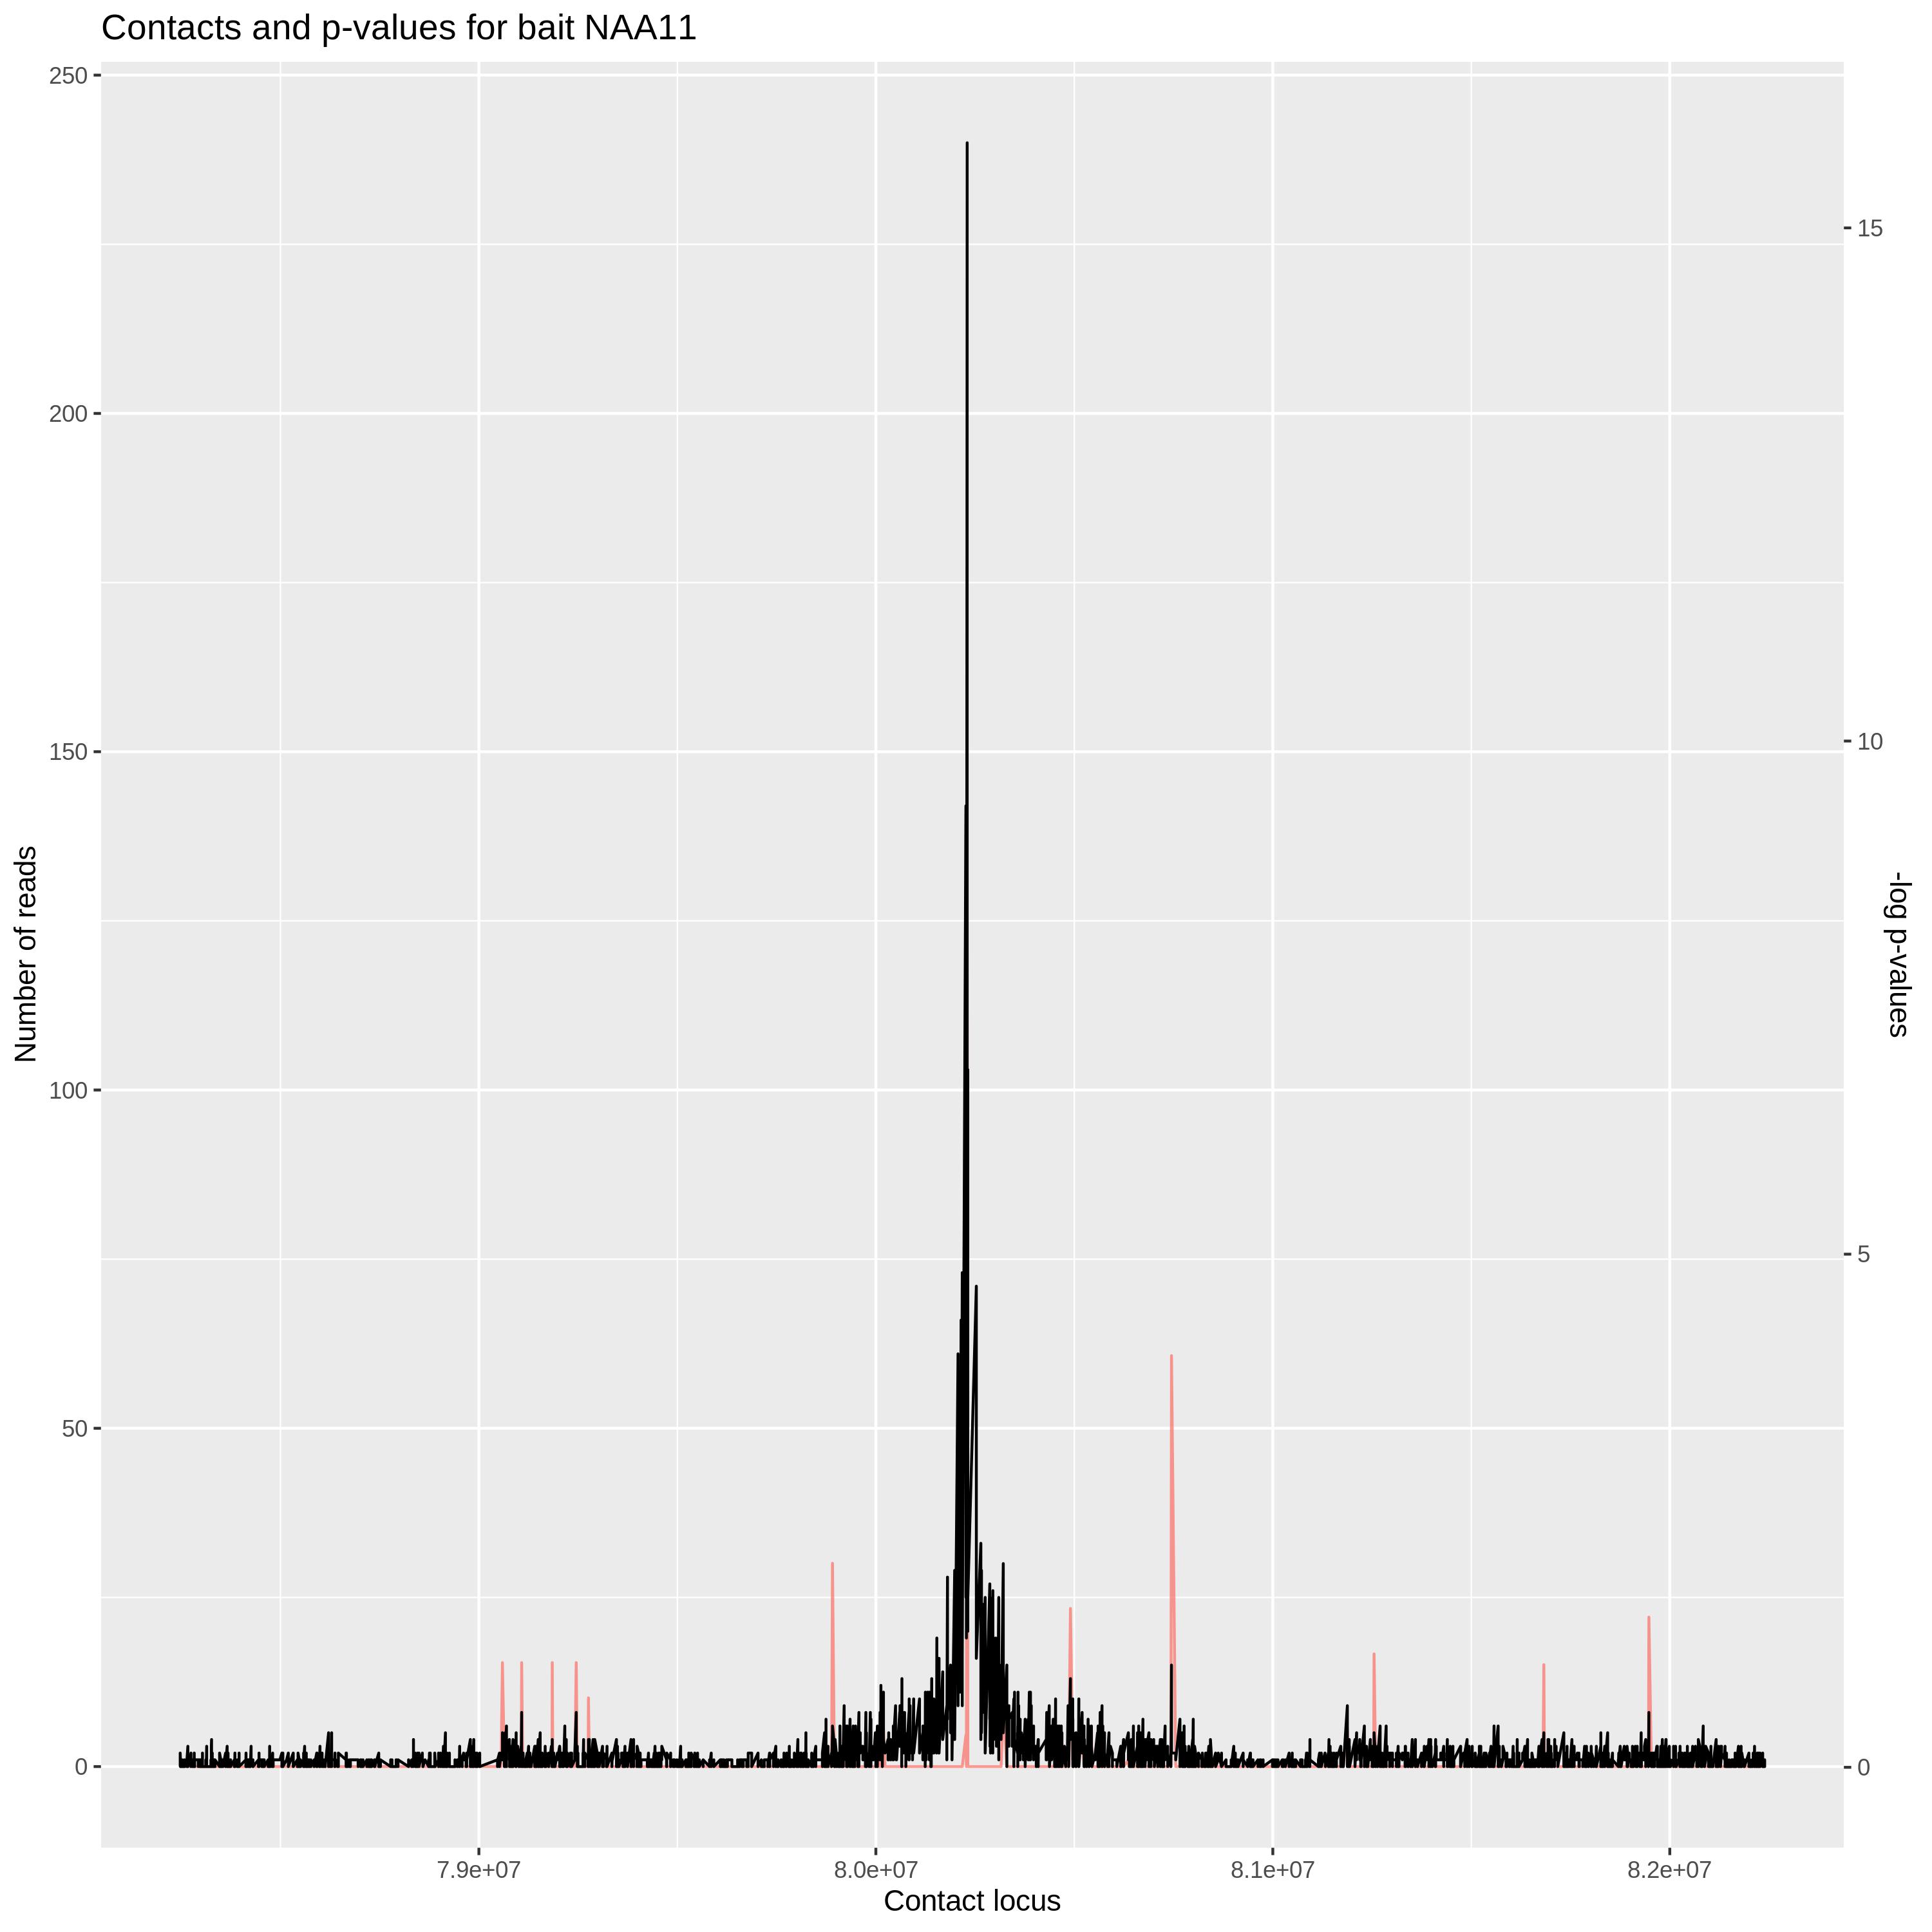 Contacts and p-values for bait NAA11
250
200
150
100
50
0
Number of reads
15
10
5
0
-log p-values
7.9e+07
8.0e+07
8.1e+07
8.2e+07
Contact locus